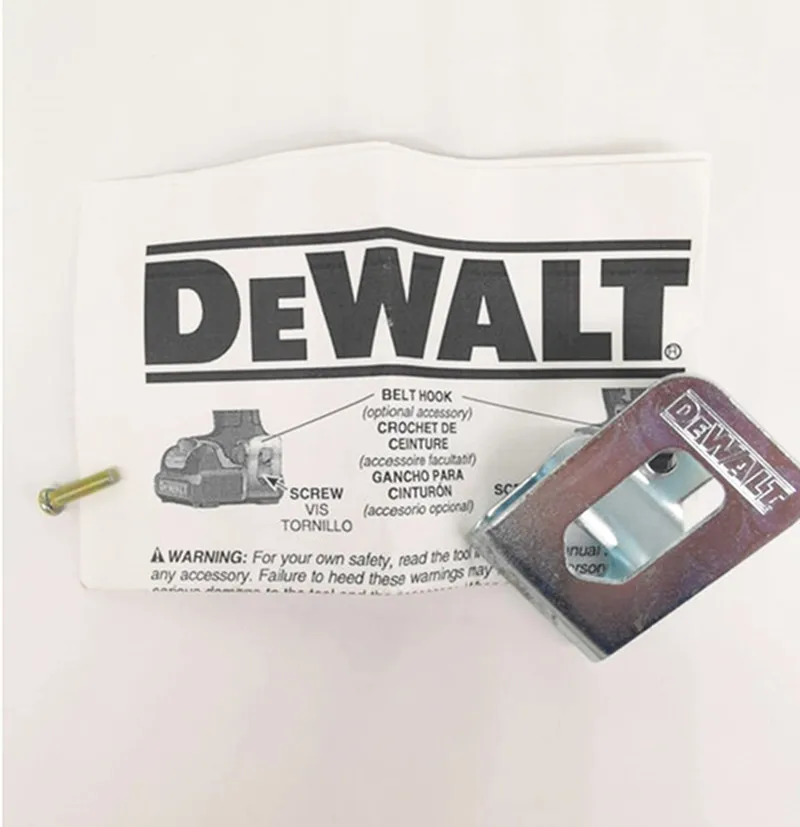 DEWALT®
BELT HOOK
(optional accessory)
CROCHET DE
CEINTURE
(accessoire facultatif)
GANCHO PARA
CINTURÓN
(accesorio opcional)
DEWALT
SCREW
VIS
TORNILLO
DEWALT
WARNING: For your own safety, read the tool
any accessory. Failure to heed these warnings may